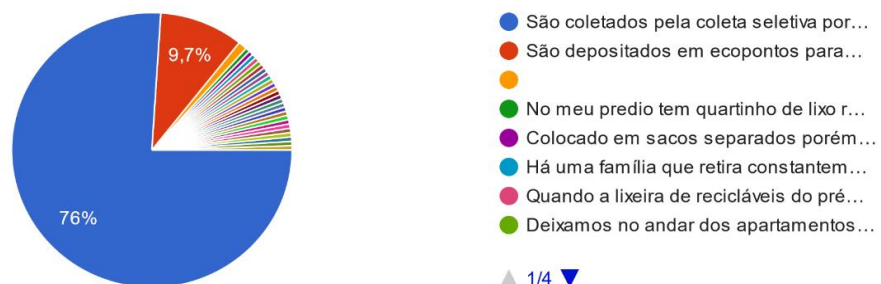 9,7%
76%
São coletados pela coleta seletiva por…
São depositados em ecopontos para…
No meu predio tem quartinho de lixo r…
Colocado em sacos separados porém…
Há uma família que retira constantem…
Quando a lixeira de recicláveis do pré…
Deixamos no andar dos apartamentos…
1/4